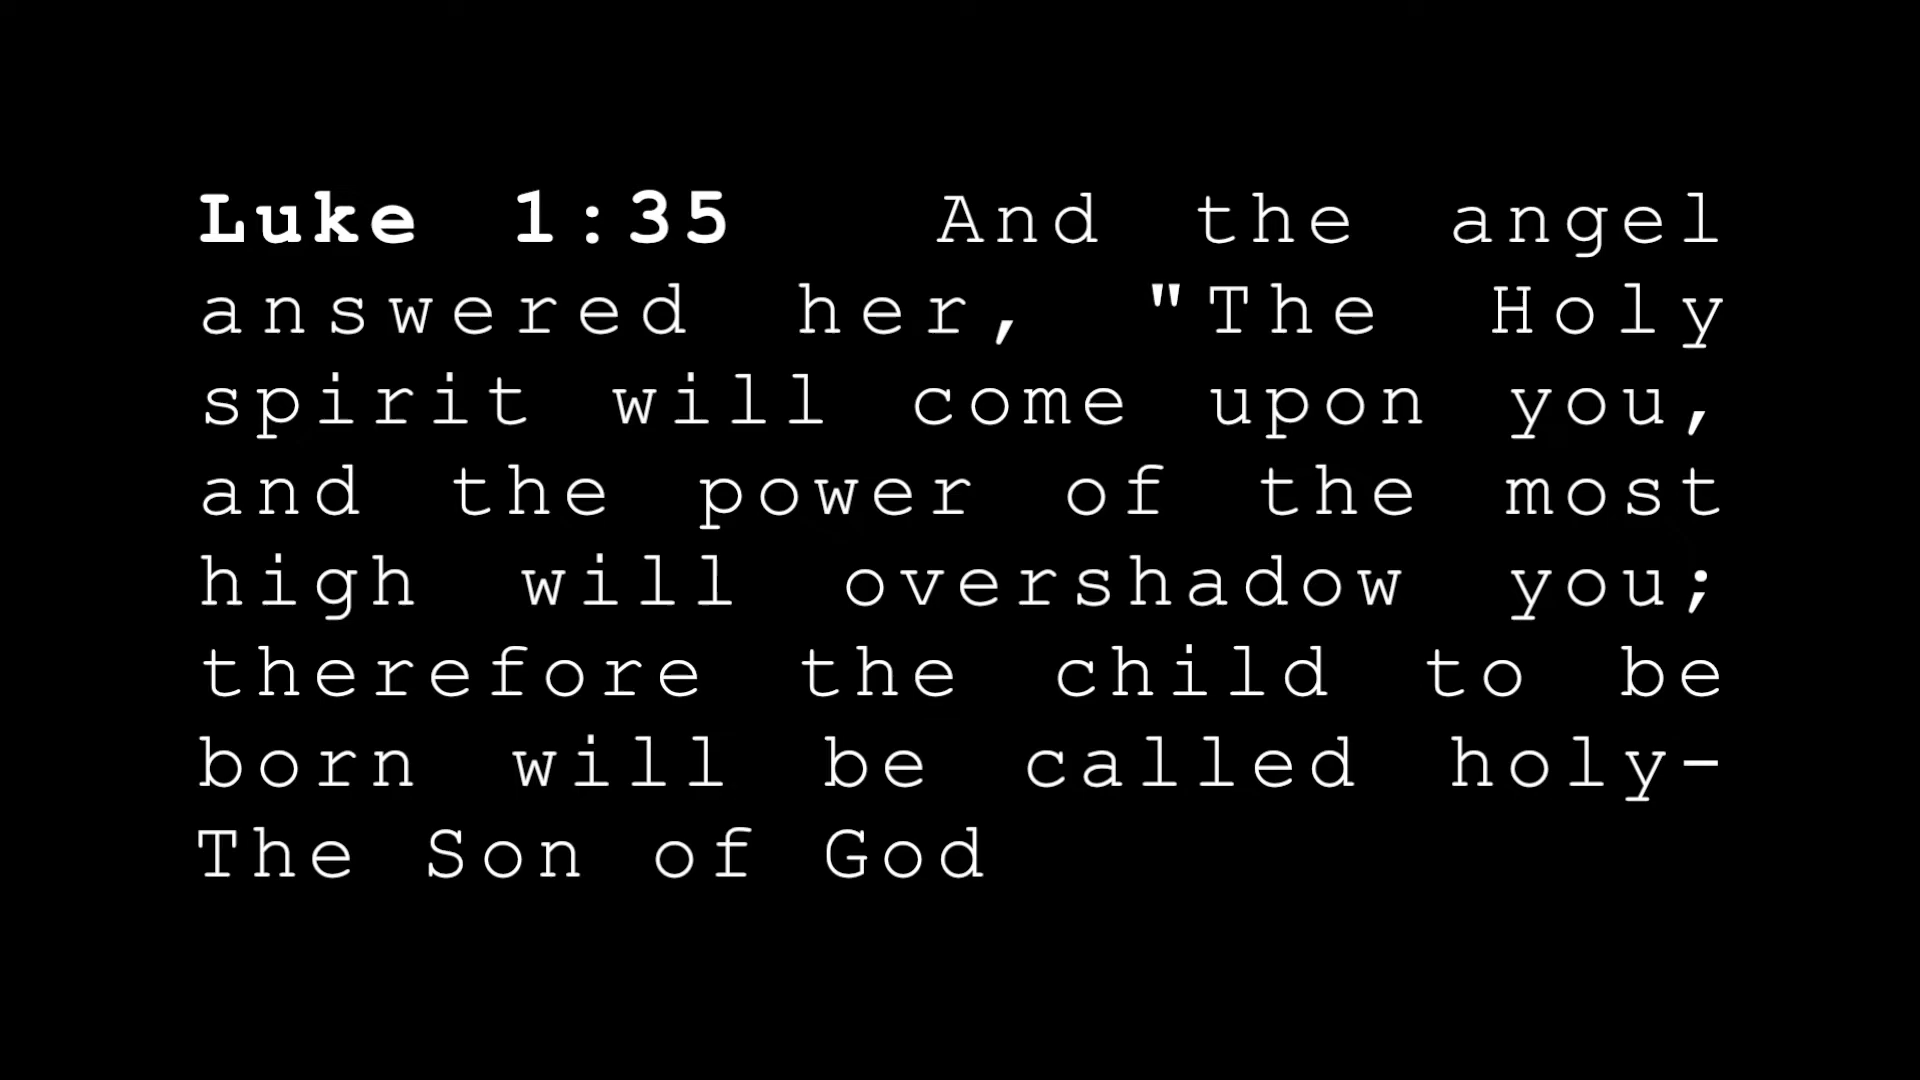 Luke 1:35 And the angel
answered her, "The Holy
spirit will come upon you,
and the power of the most
high will overshadow you;
therefore the child to be
born will be called holy-
The Son of God